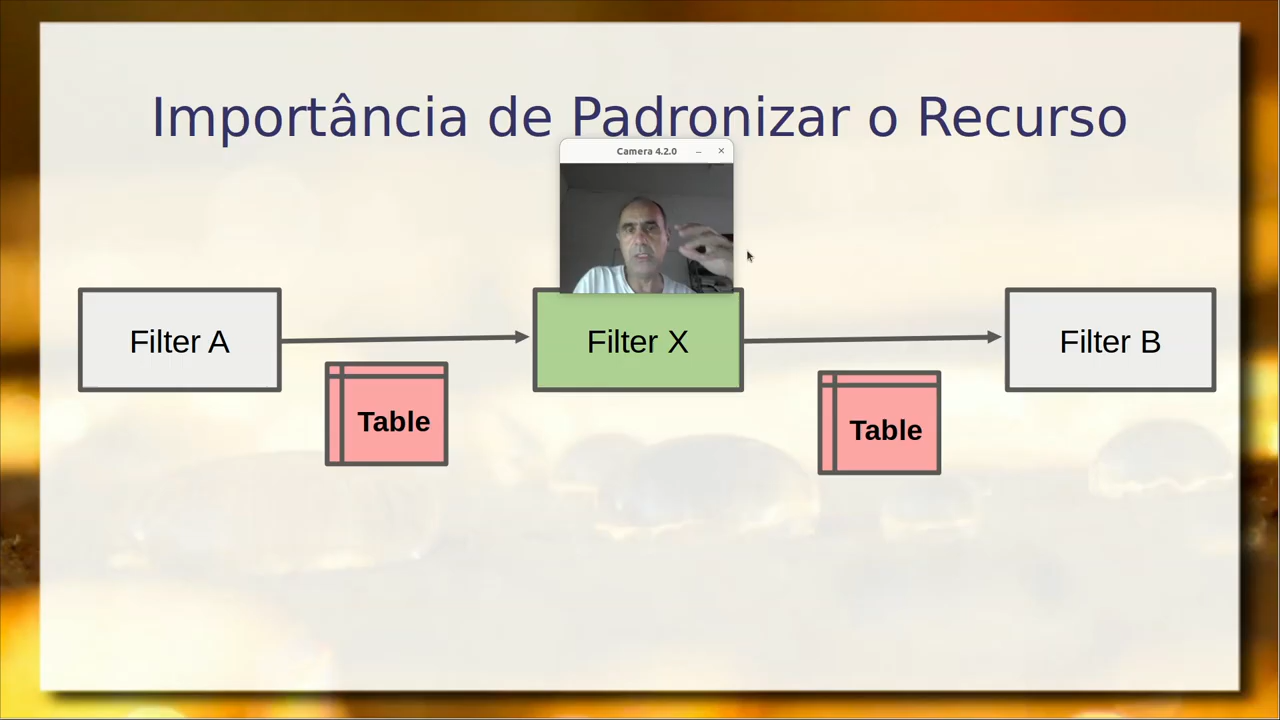 Importância de Padronizar o Recurso
Camera 4.2.0
Filter A
Filter X
Filter B
Table
Table